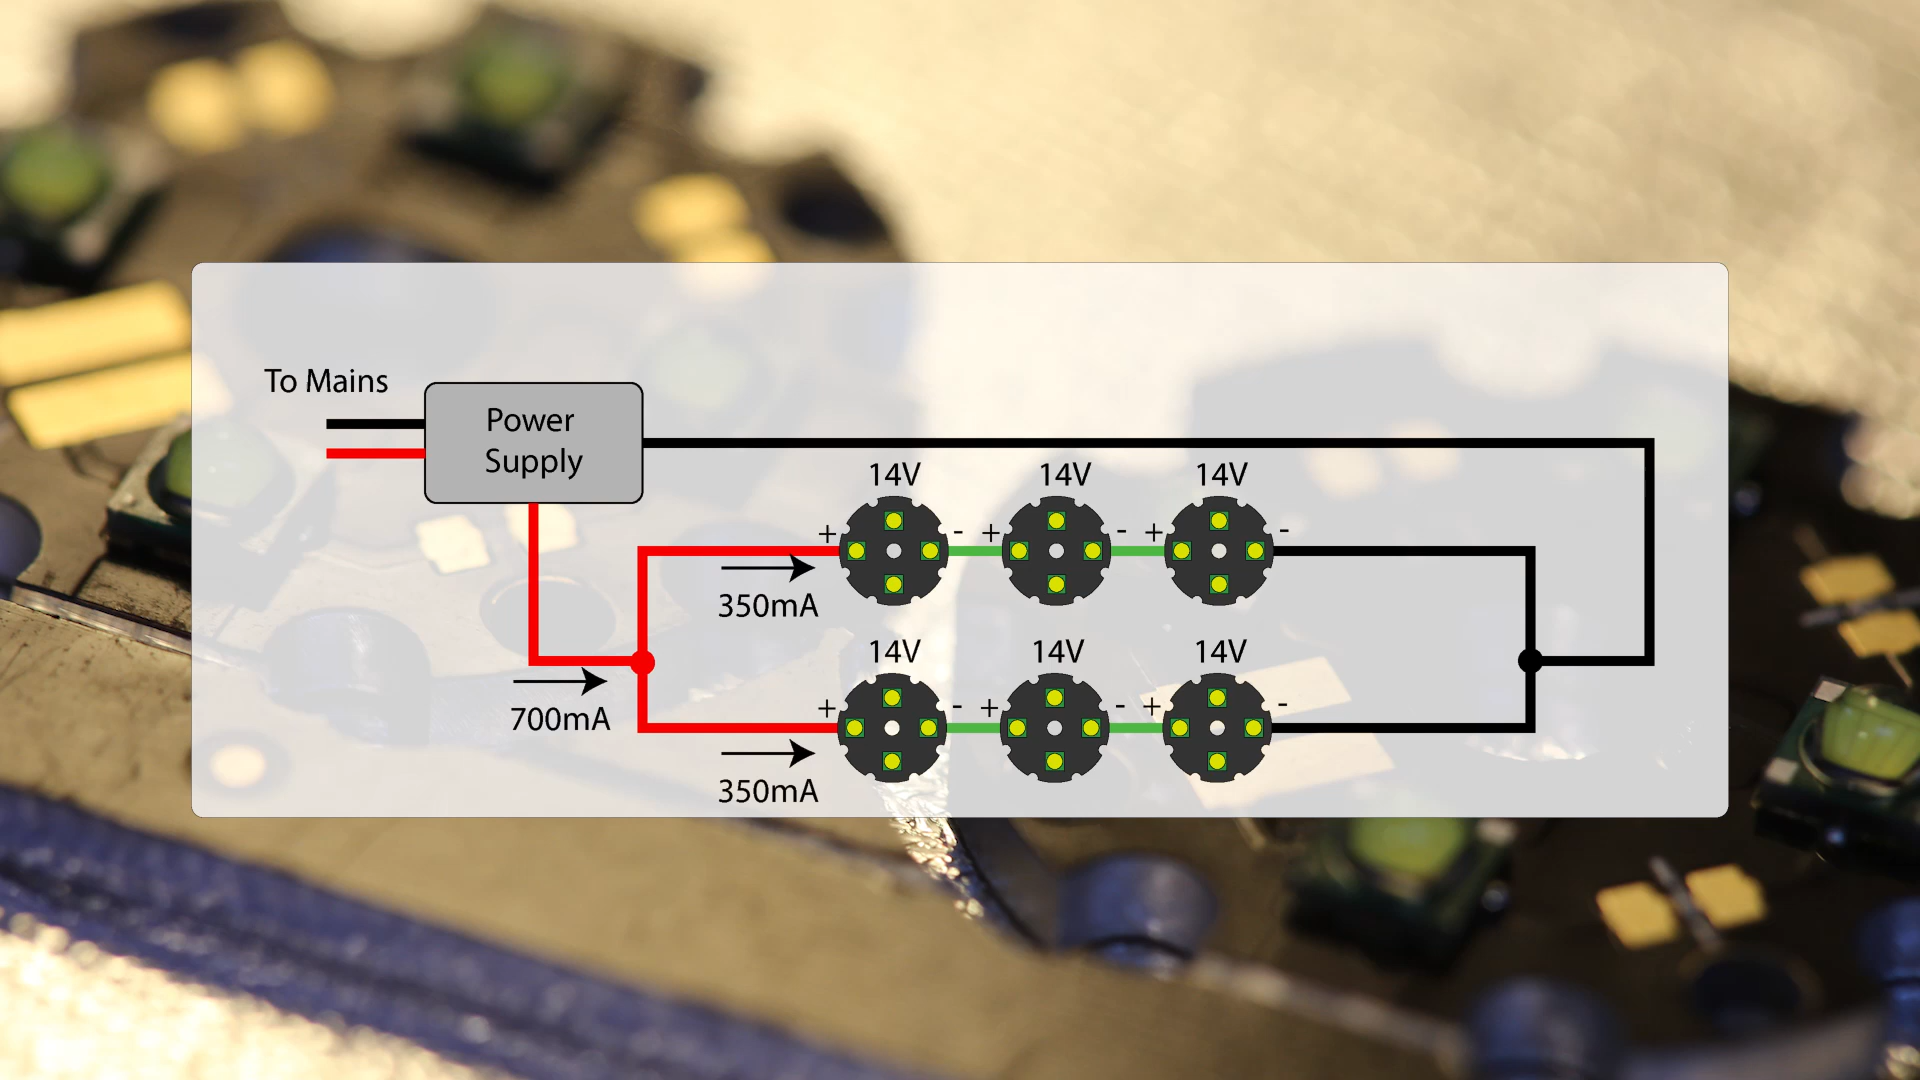 To Mains
Power
Supply
14V 14V 14V
+ - + - + -
350mA
14V 14V 14V
+ - + - + -
700mA
350mA